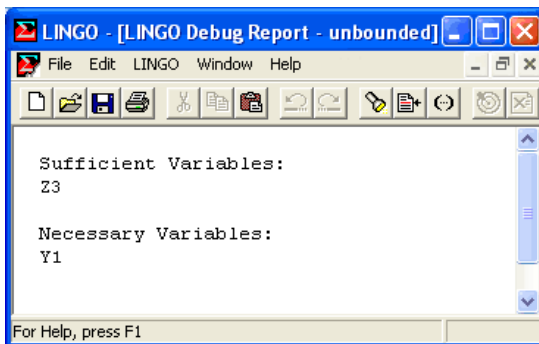 LINGO - [LINGO Debug Report - unbounded]
File Edit LINGO Window Help
Sufficient Variables:
Z3
Necessary Variables:
Y1
For Help, press F1